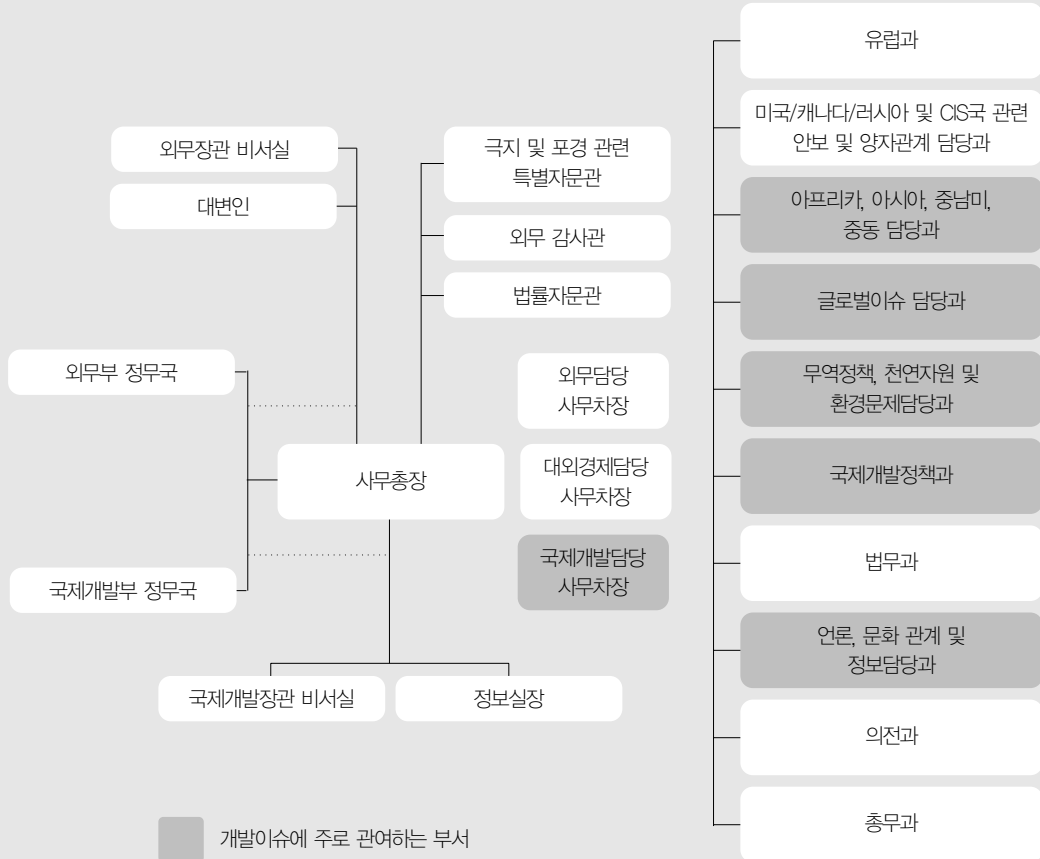 외무장관 비서실
대변인
극지 및 포경 관련
특별자문관
외무 감사관
법률자문관
외무부 정무국
국제개발부 정무국
사무총장
외무담당
사무차장
대외경제담당
사무차장
국제개발담당
사무차장
국제개발장관 비서실
정보실장
유럽과
미국/캐나다/러시아 및 CIS국 관련
안보 및 양자관계 담당과
아프리카, 아시아, 중남미,
중동 담당과
글로벌이슈 담당과
무역정책, 천연자원 및
환경문제담당과
국제개발정책과
법무과
언론, 문화 관계 및
정보담당과
의전과
총무과
개발이슈에 주로 관여하는 부서